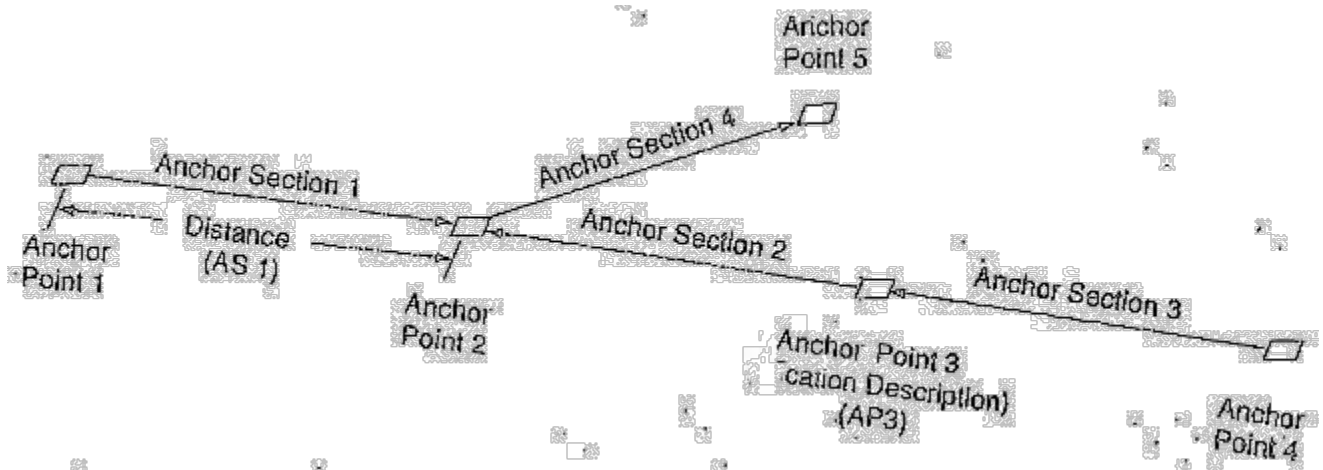 Anchor
Point 5
Anchor Section 4
Anchor Section 1
Distance
(AS 1)
Anchor Section 2
Anchor
Point 1
Anchor Section 3
Anchor
Point 2
Anchor Point 3
cation Description)
(AP3)
Anchor
Point 4